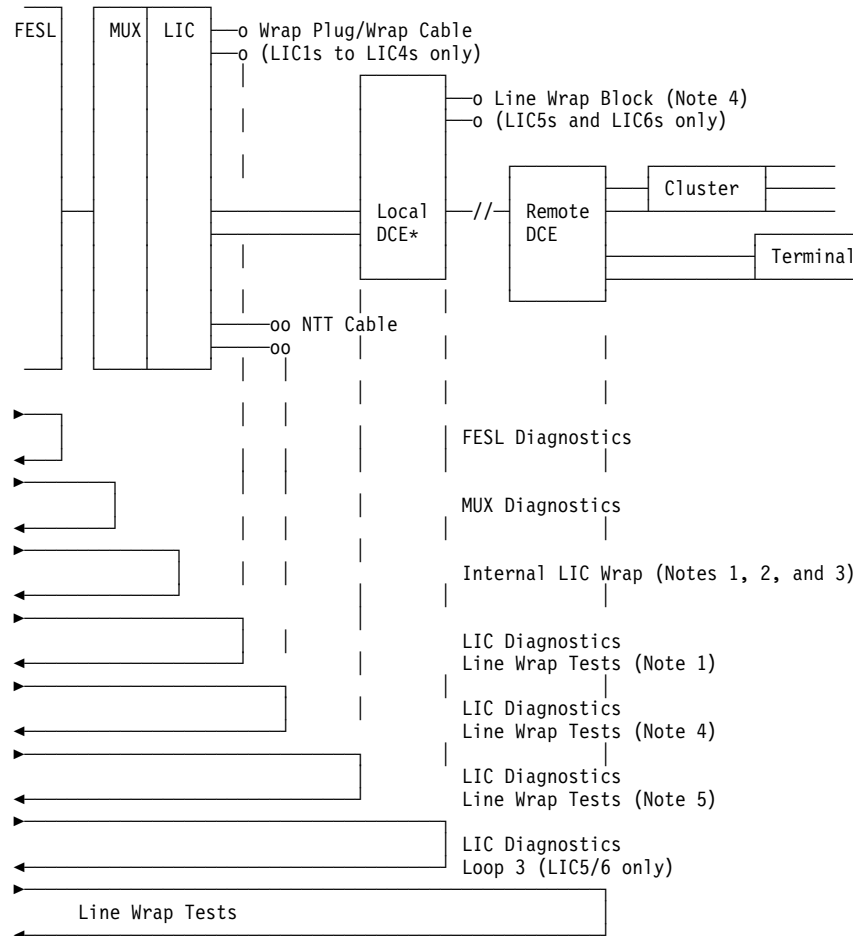 FESL MUX LIC o Wrap Plug/Wrap Cable
o (LIC1s to LIC4s only)
o Line Wrap Block (Note 4)
o (LIC5s and LIC6s only)
Cluster
Local // Remote
DCE* DCE
Terminal
oo NTT Cable
oo
FESL Diagnostics
MUX Diagnostics
Internal LIC Wrap (Notes 1, 2, and 3)
LIC Diagnostics
Line Wrap Tests (Note 1)
LIC Diagnostics
Line Wrap Tests (Note 4)
LIC Diagnostics
Line Wrap Tests (Note 5)
LIC Diagnostics
Loop 3 (LIC5/6 only)
Line Wrap Tests